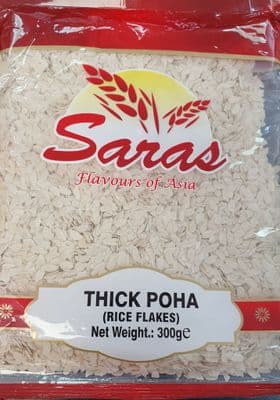 Saras
Flavours of Asia
THICK POHA
(RICE FLAKES)
Net Weight.: 300g℮